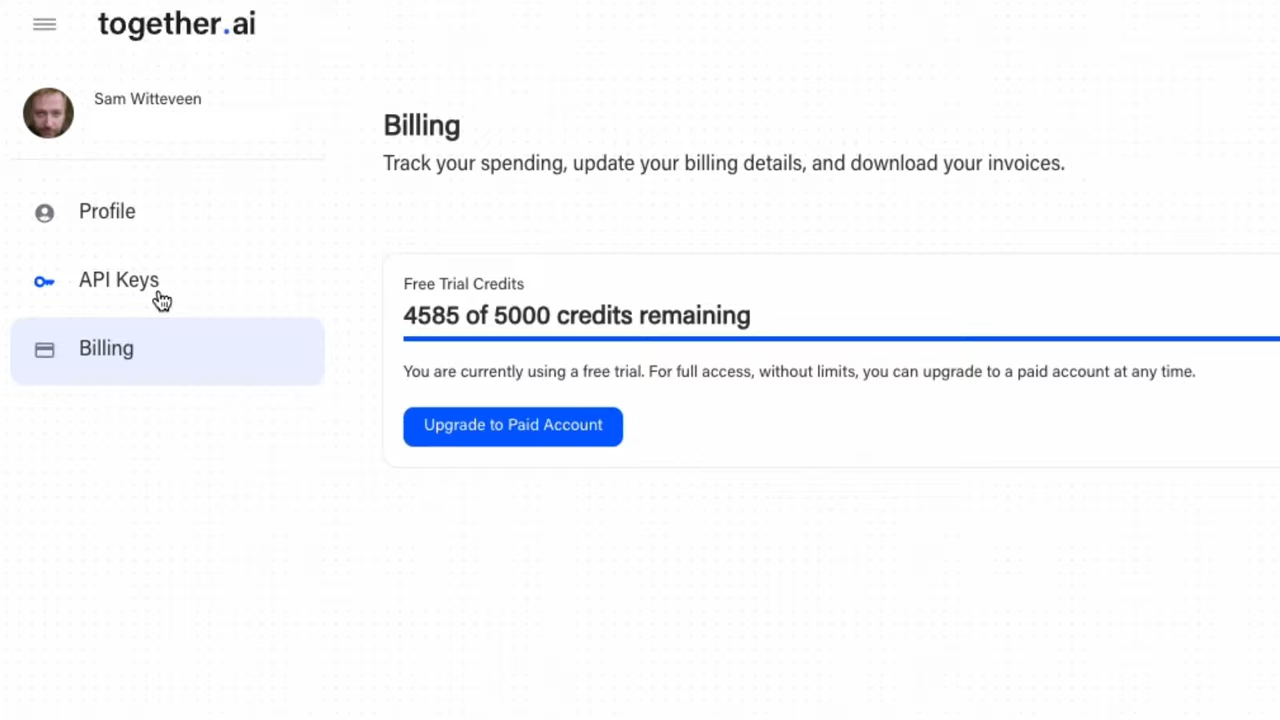 together.ai
Sam Witteveen
Profile
API Keys
Billing
Billing
Track your spending, update your billing details, and download your invoices.
Free Trial Credits
4585 of 5000 credits remaining
You are currently using a free trial. For full access, without limits, you can upgrade to a paid account at any time.
Upgrade to Paid Account